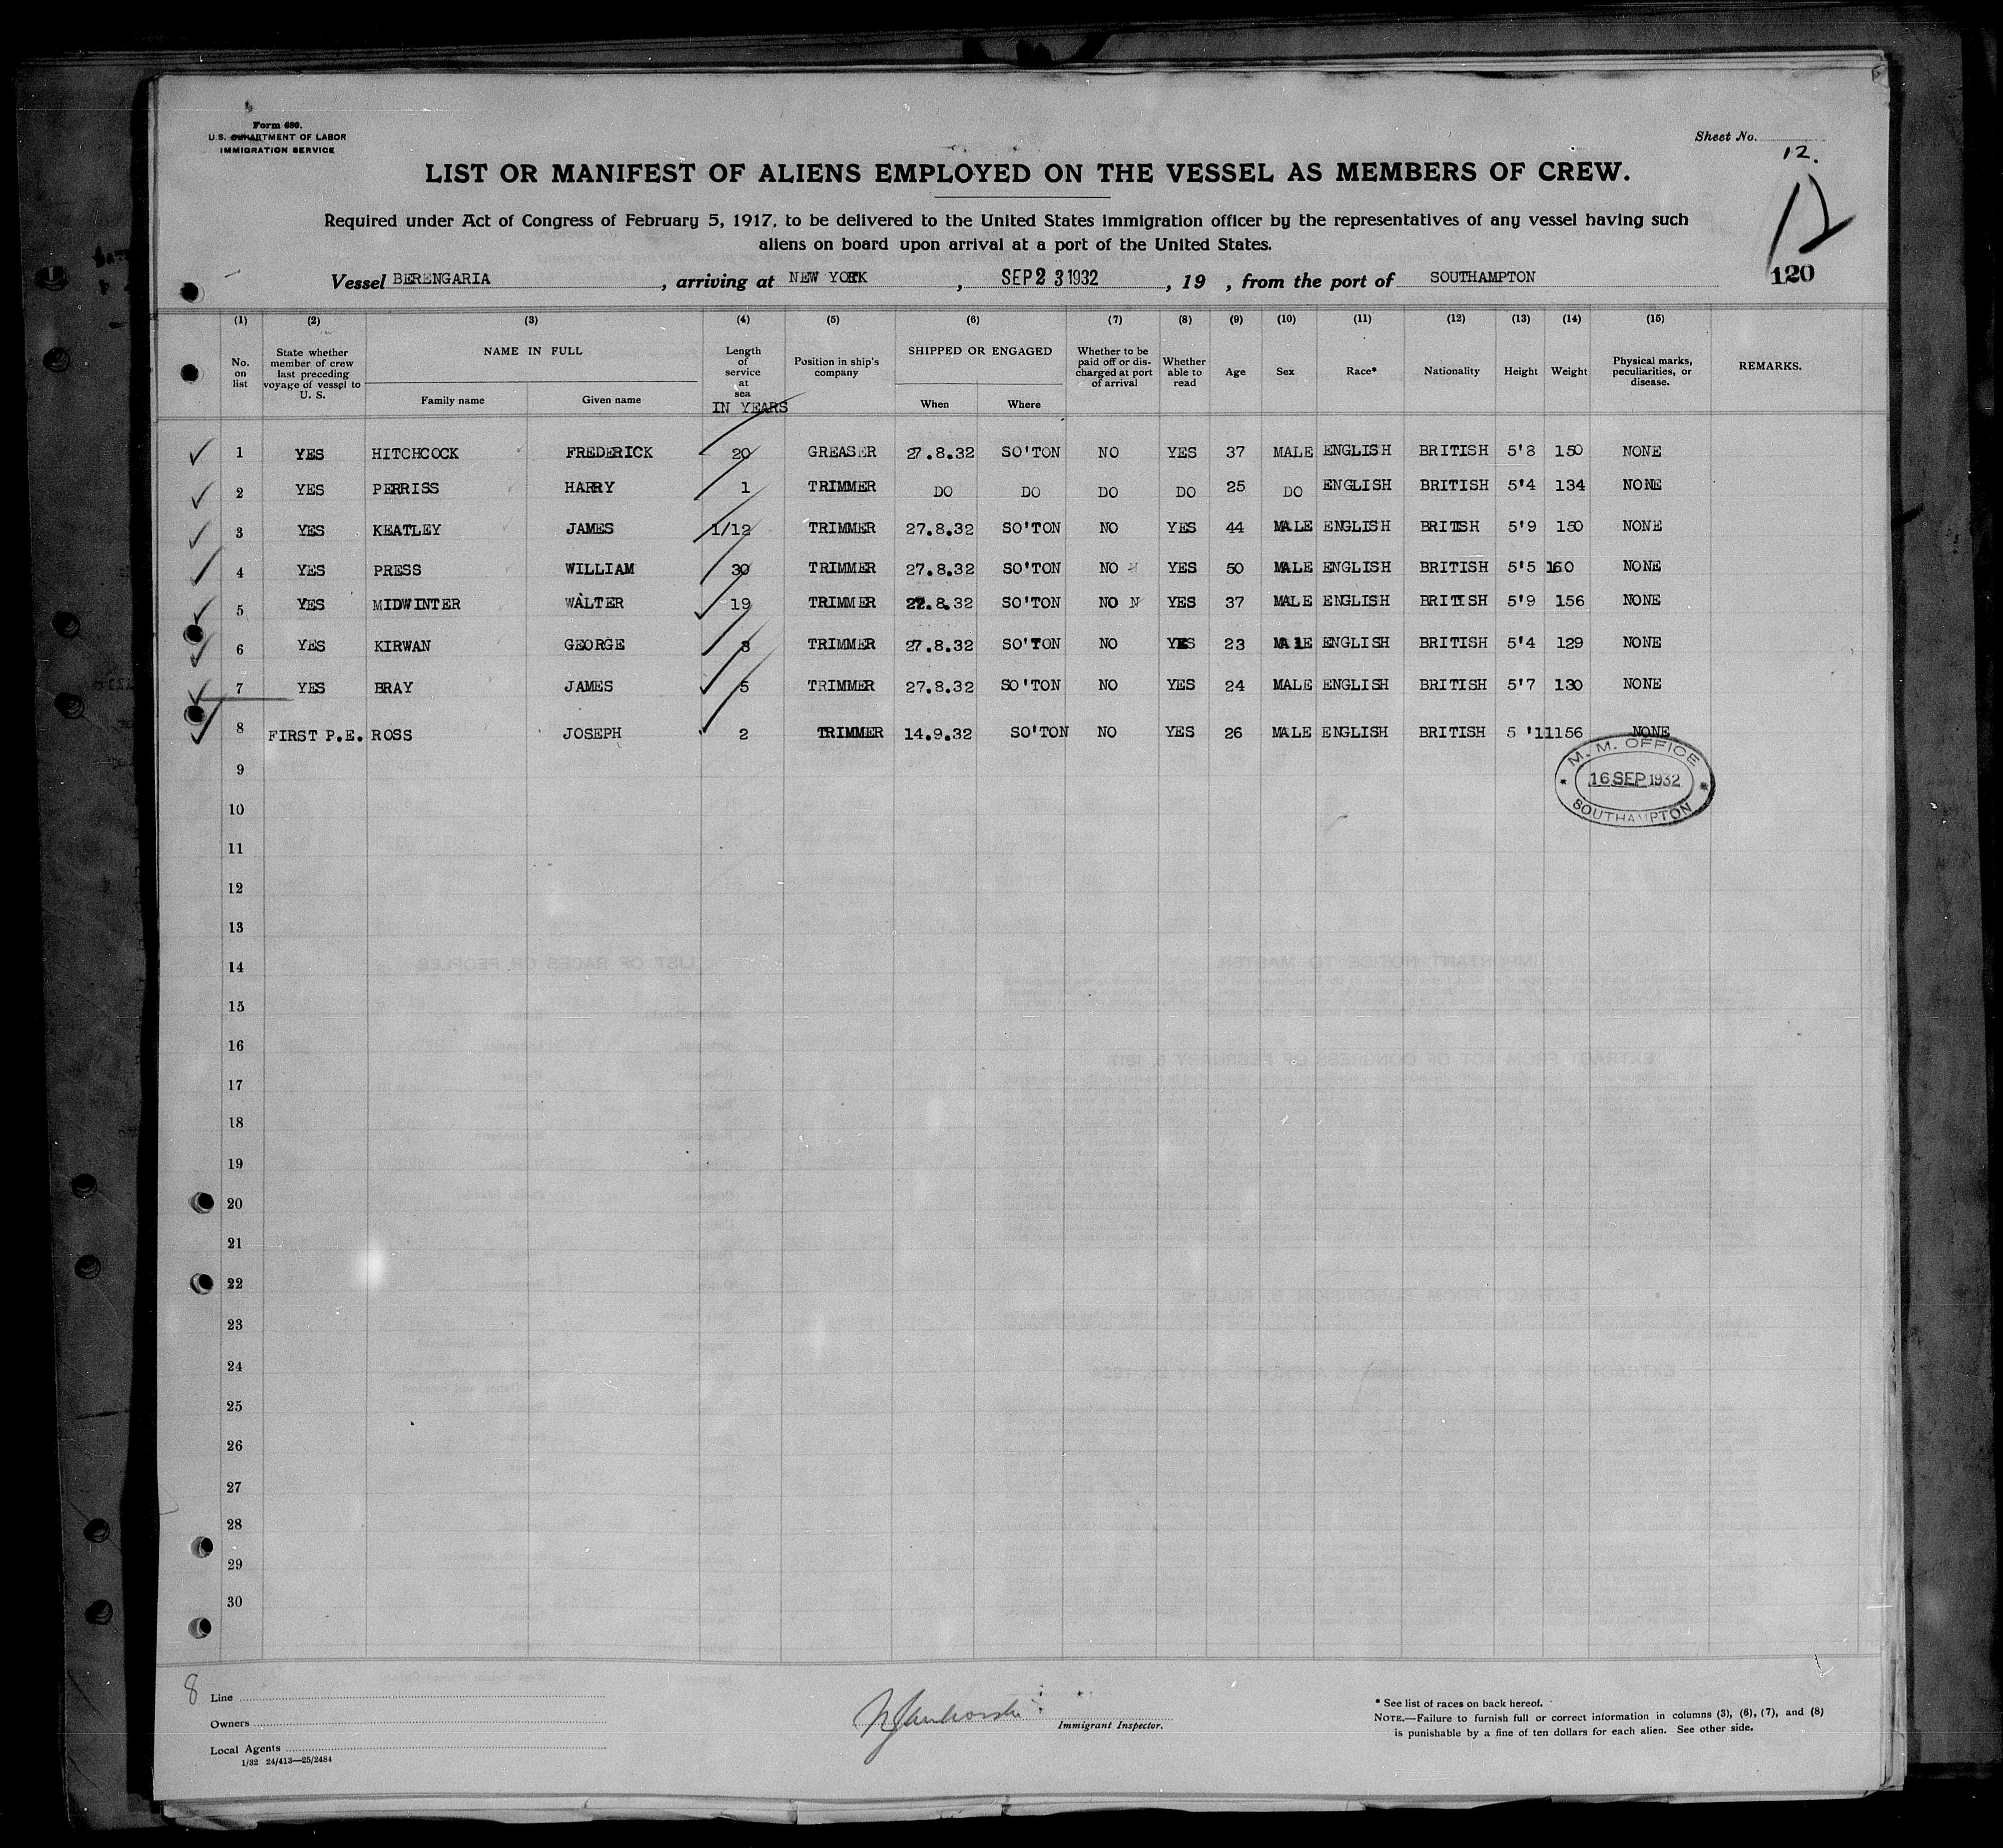 Form 680.
U.S. DEPARTMENT OF LABOR
IMMIGRATION SERVICE
Sheet No.
12.
12
120
LIST OR MANIFEST OF ALIENS EMPLOYED ON THE VESSEL AS MEMBERS OF CREW.
Required under Act of Congress of February 5, 1917, to be delivered to the United States immigration officer by the representatives of any vessel having such
aliens on board upon arrival at a port of the United States.
Vessel BERENGARIA, arriving at NEW YORK, SEP 23 1932, 19 , from the port of SOUTHAMPTON
(1) (2) (3) (4) (5) (6) (7) (8) (9) (10) (11) (12) (13) (14) (15)
No. on list | State whether member of crew last preceding voyage of vessel to U. S. | NAME IN FULL | Length of service at sea IN YEARS | Position in ship's company | SHIPPED OR ENGAGED | Whether to be paid off or discharged at port of arrival | Whether able to read | Age | Sex | Race* | Nationality | Height | Weight | Physical marks, peculiarities, or disease. | REMARKS.
Family name | Given name | When | Where
1 YES HITCHCOCK FREDERICK 20 GREASER 27.8.32 SO'TON NO YES 37 MALE ENGLISH BRITISH 5'8 150 NONE
2 YES PERRISS HARRY 1 TRIMMER DO DO DO DO 25 DO ENGLISH BRITISH 5'4 134 NONE
3 YES KEATLEY JAMES 1/12 TRIMMER 27.8.32 SO'TON NO YES 44 MALE ENGLISH BRITISH 5'9 150 NONE
4 YES PRESS WILLIAM 30 TRIMMER 27.8.32 SO'TON NO YES 50 MALE ENGLISH BRITISH 5'5 160 NONE
5 YES MIDWINTER WALTER 19 TRIMMER 27.8.32 SO'TON NO N YES 37 MALE ENGLISH BRITISH 5'9 156 NONE
6 YES KIRWAN GEORGE 8 TRIMMER 27.8.32 SO'TON NO YES 23 MALE ENGLISH BRITISH 5'4 129 NONE
7 YES BRAY JAMES 5 TRIMMER 27.8.32 SO'TON NO YES 24 MALE ENGLISH BRITISH 5'7 130 NONE
8 FIRST P.E. ROSS JOSEPH 2 TRIMMER 14.9.32 SO'TON NO YES 26 MALE ENGLISH BRITISH 5'11 156 NONE
M. M. OFFICE
16 SEP 1932
SOUTHAMPTON
9
10
11
12
13
14
15
16
17
18
19
20
21
22
23
24
25
26
27
28
29
30
8
Line
Owners
Local Agents
1/32 24/413—25/2484
Immigrant Inspector.
* See list of races on back hereof.
NOTE.—Failure to furnish full or correct information in columns (3), (6), (7), and (8)
is punishable by a fine of ten dollars for each alien. See other side.